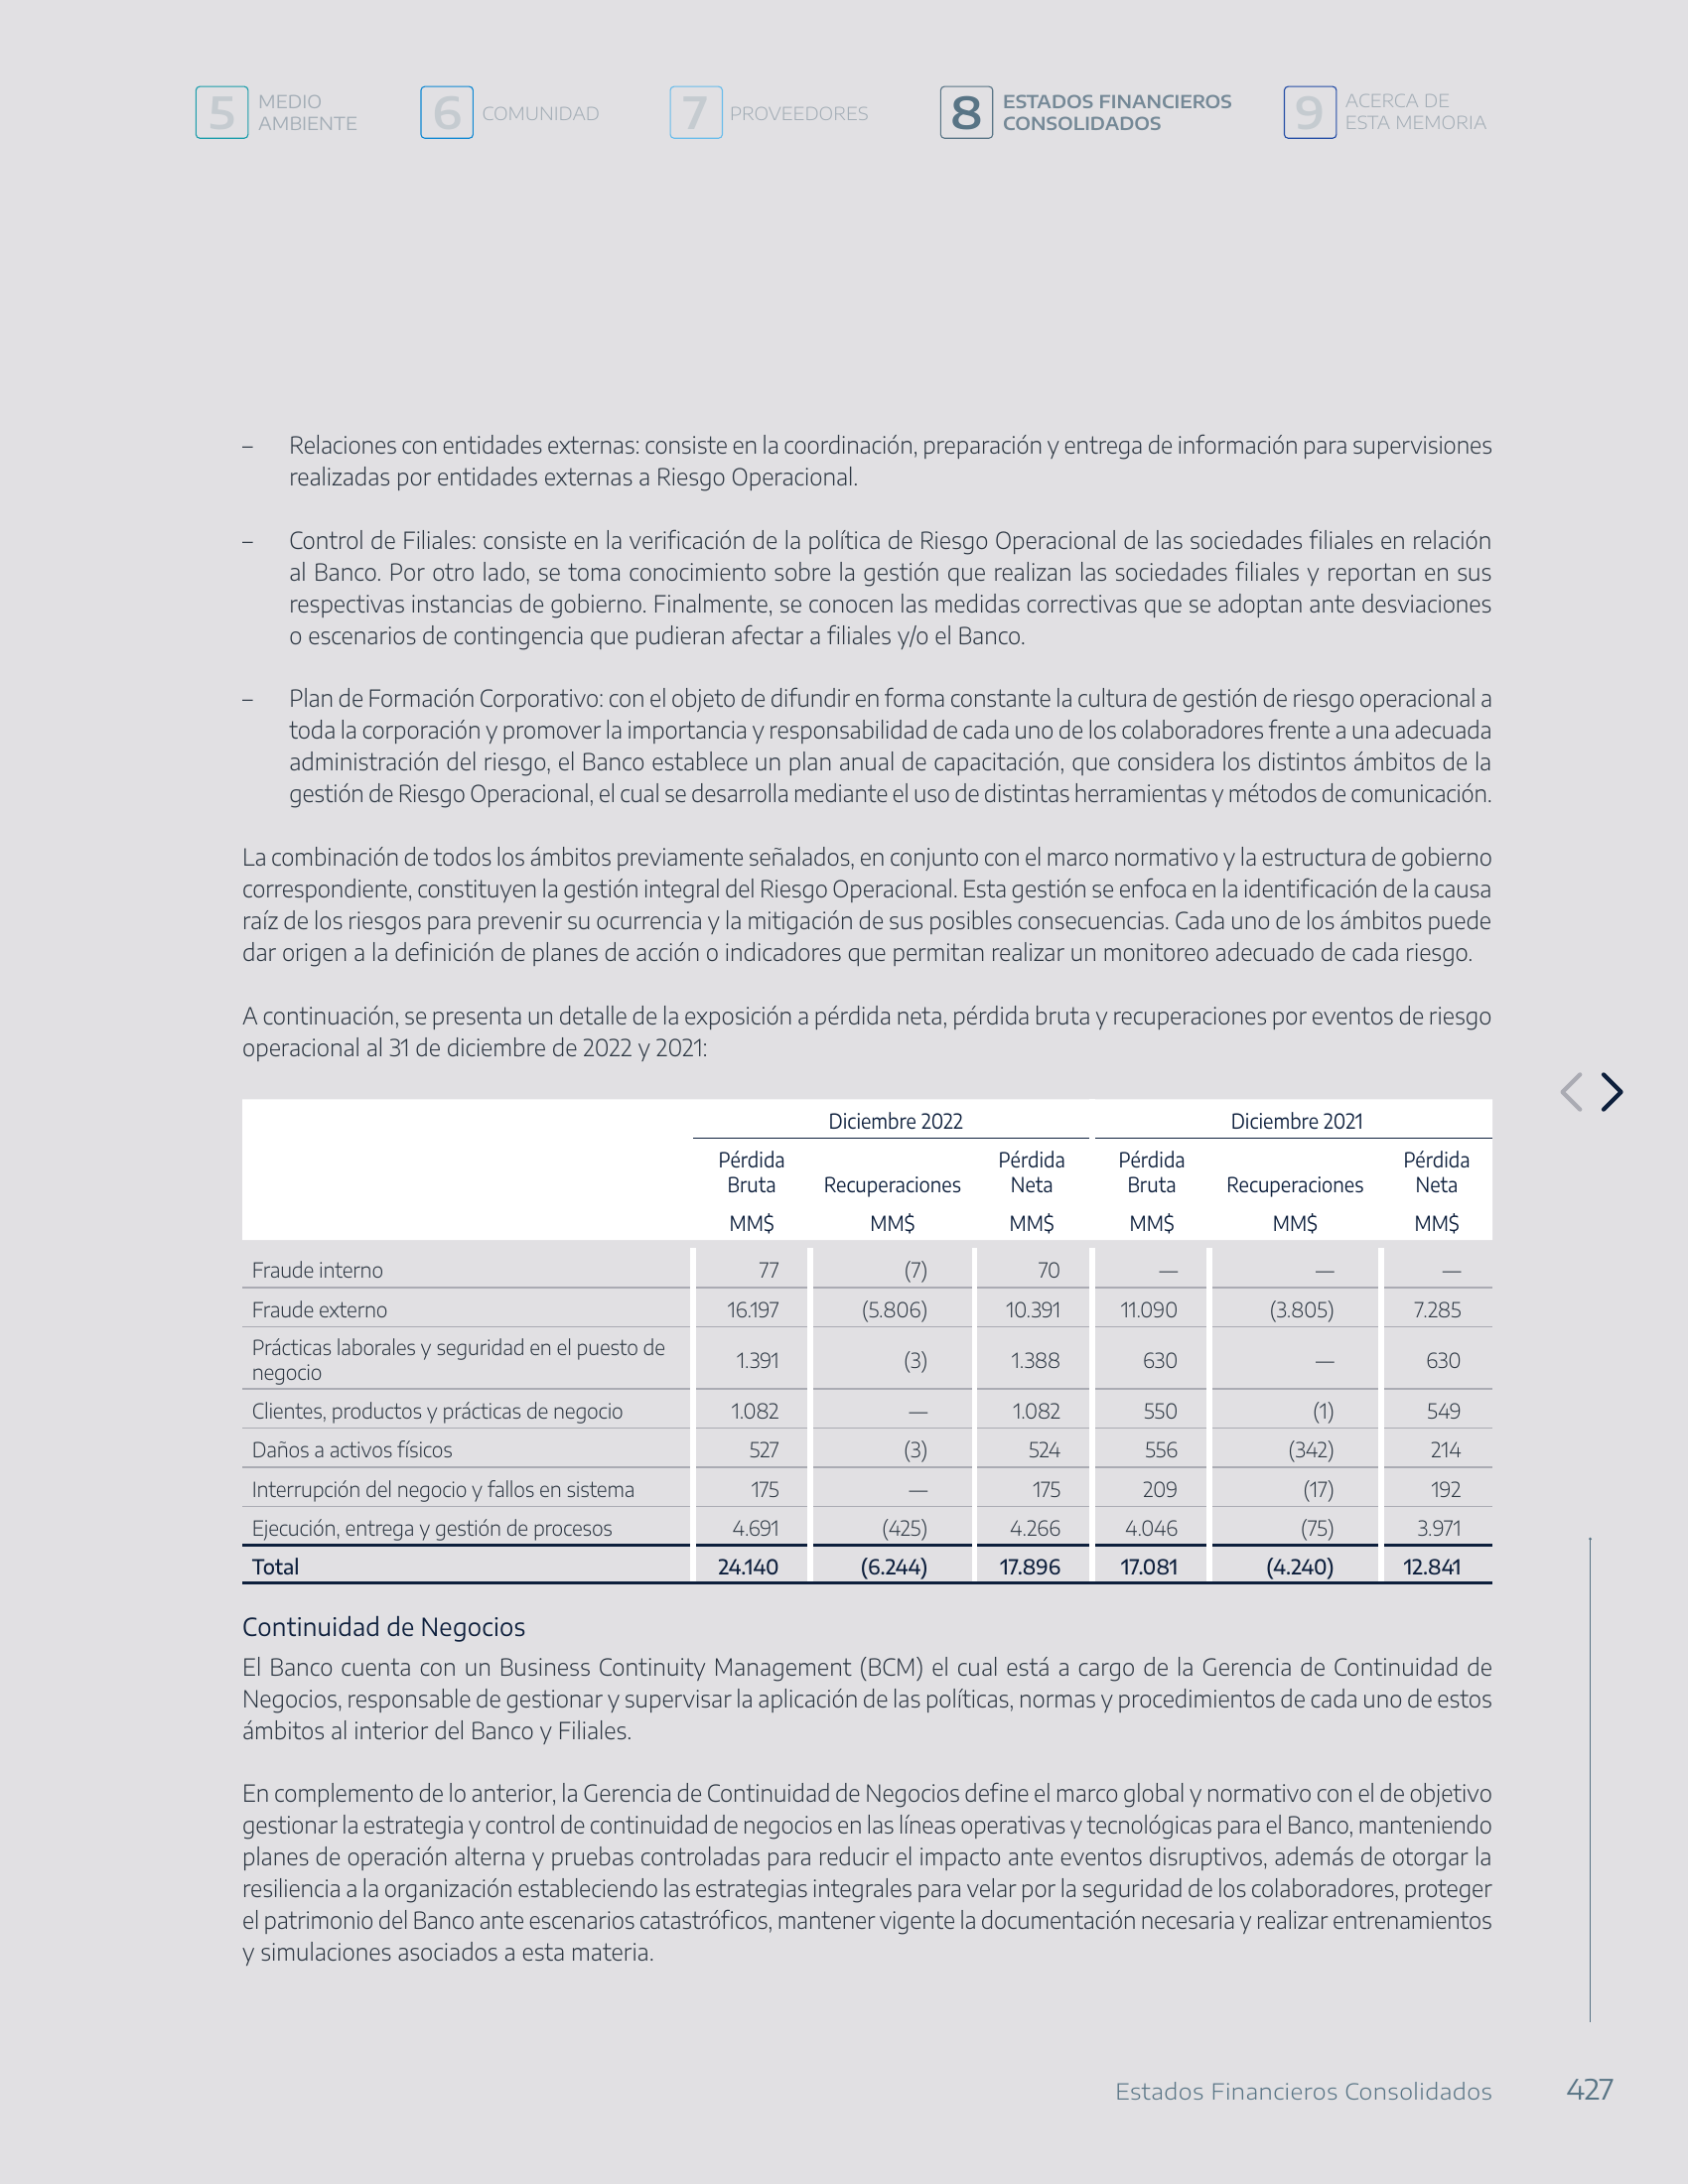 5 MEDIO AMBIENTE
6 COMUNIDAD
7 PROVEEDORES
8 ESTADOS FINANCIEROS CONSOLIDADOS
9 ACERCA DE ESTA MEMORIA
– Relaciones con entidades externas: consiste en la coordinación, preparación y entrega de información para supervisiones
realizadas por entidades externas a Riesgo Operacional.
– Control de Filiales: consiste en la verificación de la política de Riesgo Operacional de las sociedades filiales en relación
al Banco. Por otro lado, se toma conocimiento sobre la gestión que realizan las sociedades filiales y reportan en sus
respectivas instancias de gobierno. Finalmente, se conocen las medidas correctivas que se adoptan ante desviaciones
o escenarios de contingencia que pudieran afectar a filiales y/o el Banco.
– Plan de Formación Corporativo: con el objeto de difundir en forma constante la cultura de gestión de riesgo operacional a
toda la corporación y promover la importancia y responsabilidad de cada uno de los colaboradores frente a una adecuada
administración del riesgo, el Banco establece un plan anual de capacitación, que considera los distintos ámbitos de la
gestión de Riesgo Operacional, el cual se desarrolla mediante el uso de distintas herramientas y métodos de comunicación.
La combinación de todos los ámbitos previamente señalados, en conjunto con el marco normativo y la estructura de gobierno
correspondiente, constituyen la gestión integral del Riesgo Operacional. Esta gestión se enfoca en la identificación de la causa
raíz de los riesgos para prevenir su ocurrencia y la mitigación de sus posibles consecuencias. Cada uno de los ámbitos puede
dar origen a la definición de planes de acción o indicadores que permitan realizar un monitoreo adecuado de cada riesgo.
A continuación, se presenta un detalle de la exposición a pérdida neta, pérdida bruta y recuperaciones por eventos de riesgo
operacional al 31 de diciembre de 2022 y 2021:
Diciembre 2022 Diciembre 2021
Pérdida Pérdida Pérdida Pérdida
Bruta Recuperaciones Neta Bruta Recuperaciones Neta
MM$ MM$ MM$ MM$ MM$ MM$
Fraude interno 77 (7) 70 — — —
Fraude externo 16.197 (5.806) 10.391 11.090 (3.805) 7.285
Prácticas laborales y seguridad en el puesto de
negocio 1.391 (3) 1.388 630 — 630
Clientes, productos y prácticas de negocio 1.082 — 1.082 550 (1) 549
Daños a activos físicos 527 (3) 524 556 (342) 214
Interrupción del negocio y fallos en sistema 175 — 175 209 (17) 192
Ejecución, entrega y gestión de procesos 4.691 (425) 4.266 4.046 (75) 3.971
Total 24.140 (6.244) 17.896 17.081 (4.240) 12.841
Continuidad de Negocios
El Banco cuenta con un Business Continuity Management (BCM) el cual está a cargo de la Gerencia de Continuidad de
Negocios, responsable de gestionar y supervisar la aplicación de las políticas, normas y procedimientos de cada uno de estos
ámbitos al interior del Banco y Filiales.
En complemento de lo anterior, la Gerencia de Continuidad de Negocios define el marco global y normativo con el de objetivo
gestionar la estrategia y control de continuidad de negocios en las líneas operativas y tecnológicas para el Banco, manteniendo
planes de operación alterna y pruebas controladas para reducir el impacto ante eventos disruptivos, además de otorgar la
resiliencia a la organización estableciendo las estrategias integrales para velar por la seguridad de los colaboradores, proteger
el patrimonio del Banco ante escenarios catastróficos, mantener vigente la documentación necesaria y realizar entrenamientos
y simulaciones asociados a esta materia.
Estados Financieros Consolidados 427